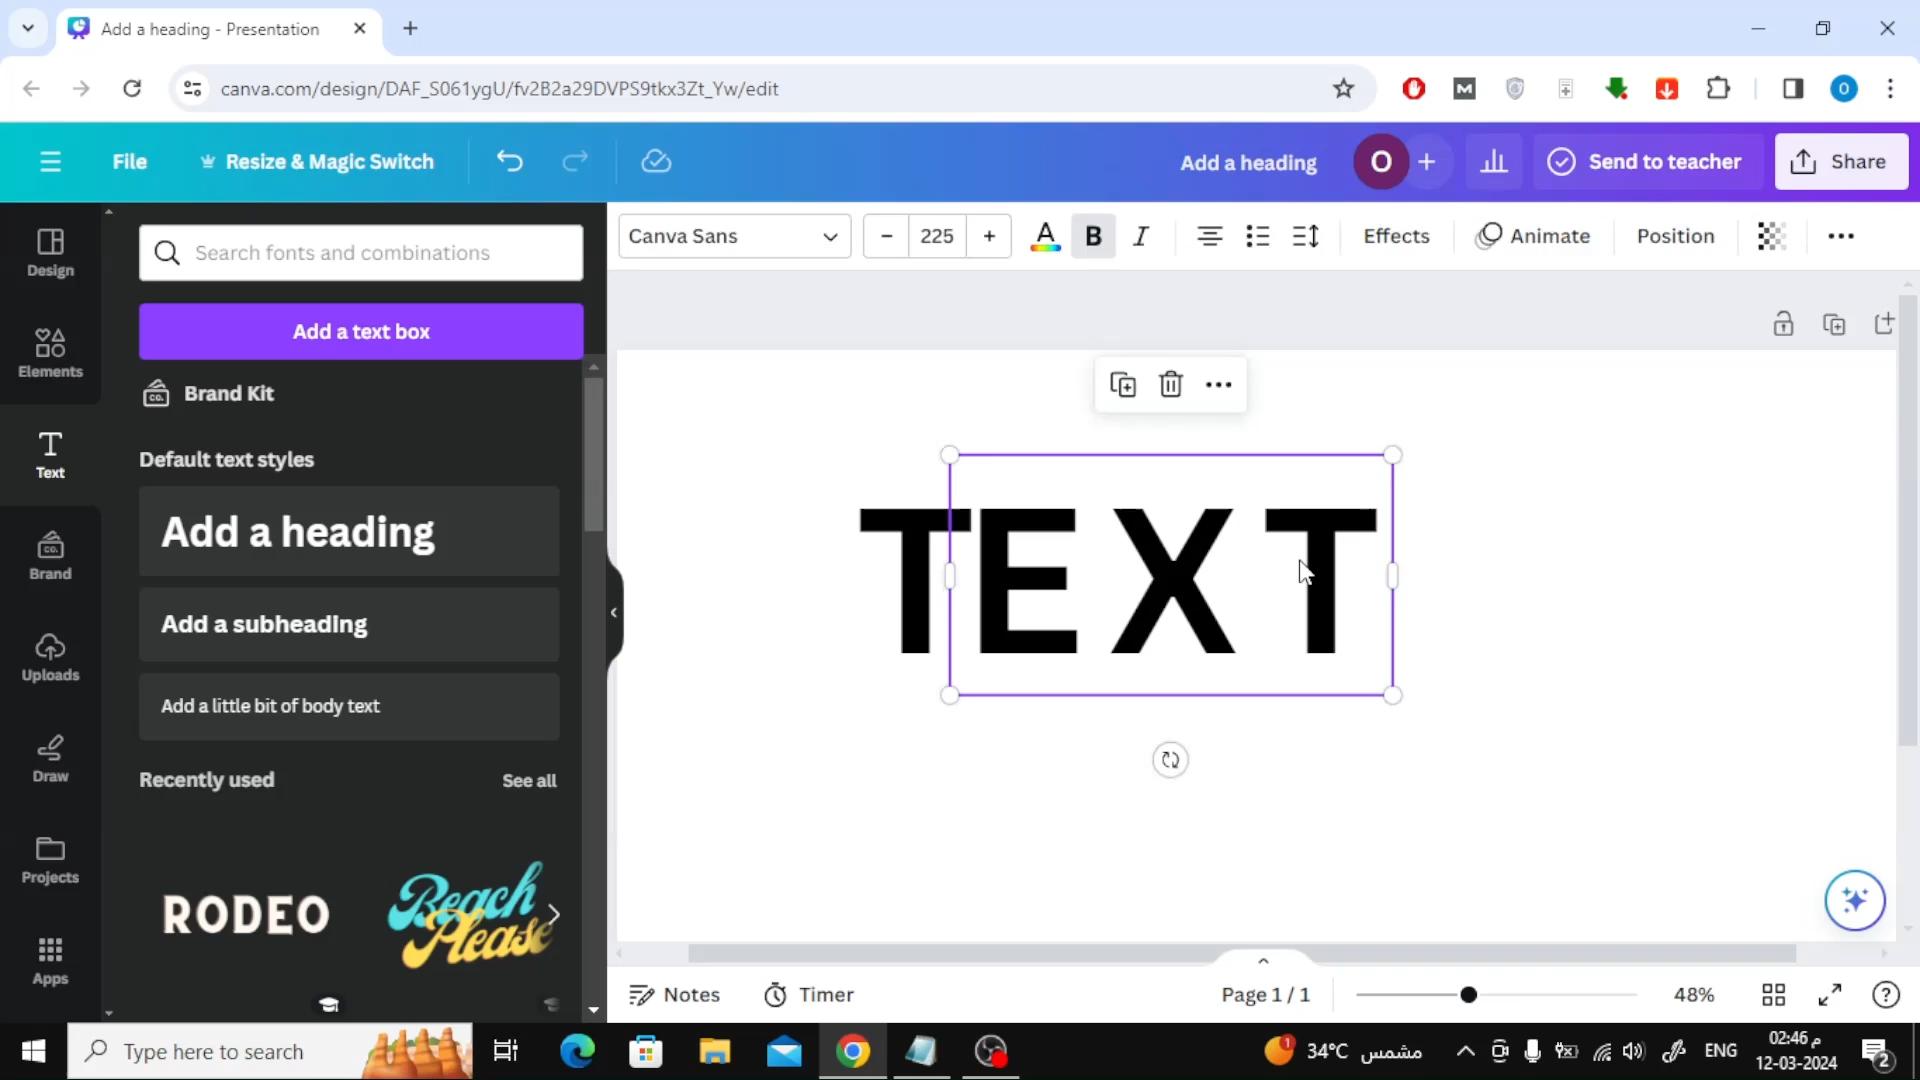 Add a heading - Presentation
canva.com/design/DAF_S061ygU/fv2B2a29DVPS9tkx3Zt_Yw/edit
File
Resize & Magic Switch
Add a heading
O
Send to teacher
Share
Design
Elements
Text
Brand
Uploads
Draw
Projects
Apps
Search fonts and combinations
Add a text box
Brand Kit
Default text styles
Add a heading
Add a subheading
Add a little bit of body text
Recently used
See all
RODEO
Beach
Please
Canva Sans
225
Effects
Animate
Position
TEXT
Notes
Timer
Page 1 / 1
48%
Type here to search
34°C مشمس
ENG
02:46 م
12-03-2024
2